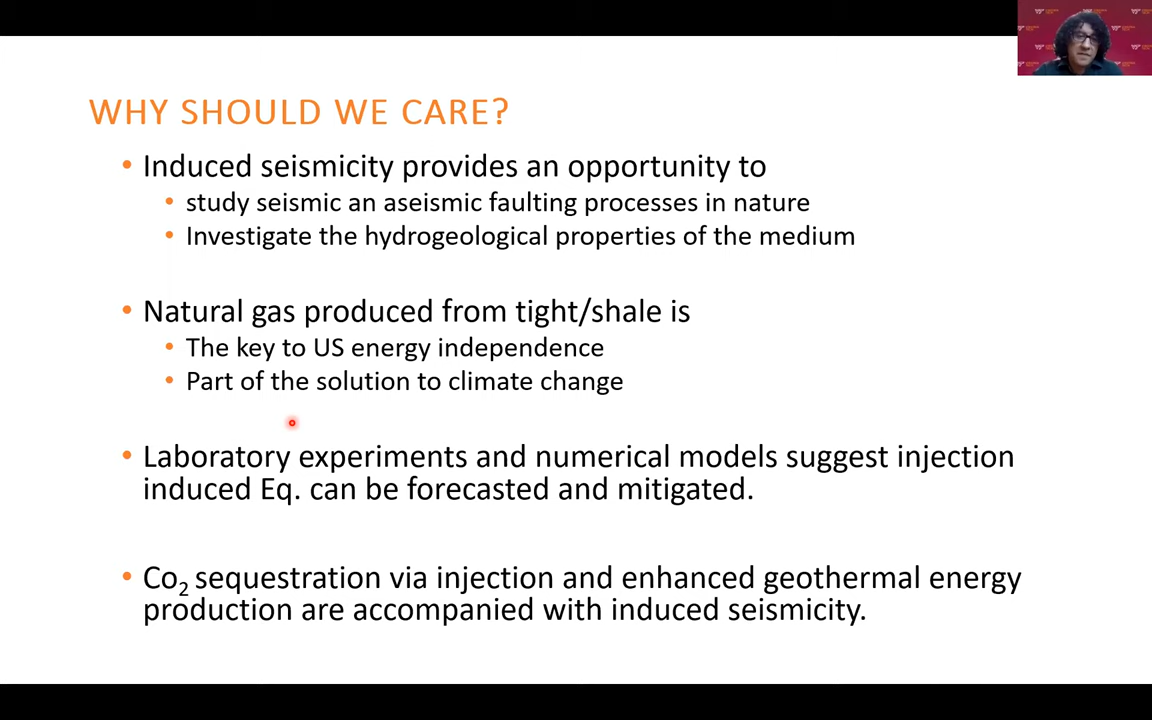 WHY SHOULD WE CARE?
• Induced seismicity provides an opportunity to
• study seismic an aseismic faulting processes in nature
• Investigate the hydrogeological properties of the medium
• Natural gas produced from tight/shale is
• The key to US energy independence
• Part of the solution to climate change
• Laboratory experiments and numerical models suggest injection
induced Eq. can be forecasted and mitigated.
• Co₂ sequestration via injection and enhanced geothermal energy
production are accompanied with induced seismicity.